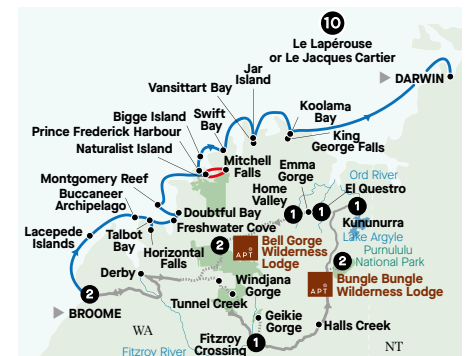 10
Le Lapérouse
or Le Jacques Cartier
Jar
Island
DARWIN
Vansittart Bay
Koolama
Bay
Bigge Island
Swift
Bay
Prince Frederick Harbour
King
George Falls
Naturalist Island
Mitchell
Falls
Emma
Gorge
Ord River
Montgomery Reef
Home
Valley
El Questro
Buccaneer
Archipelago
1
1
1
Doubtful Bay
Kununurra
Lacepede
Islands
Freshwater Cove
Talbot
Bay
2
APT
Bell Gorge
Wilderness
Lodge
Lake Argyle
Purnululu
National Park
Horizontal
Falls
2
Derby
Windjana
Gorge
APT
Bungle Bungle
Wilderness Lodge
2
BROOME
Tunnel Creek
Geikie
Gorge
Halls Creek
WA
Fitzroy
Crossing
1
NT
Fitzroy River